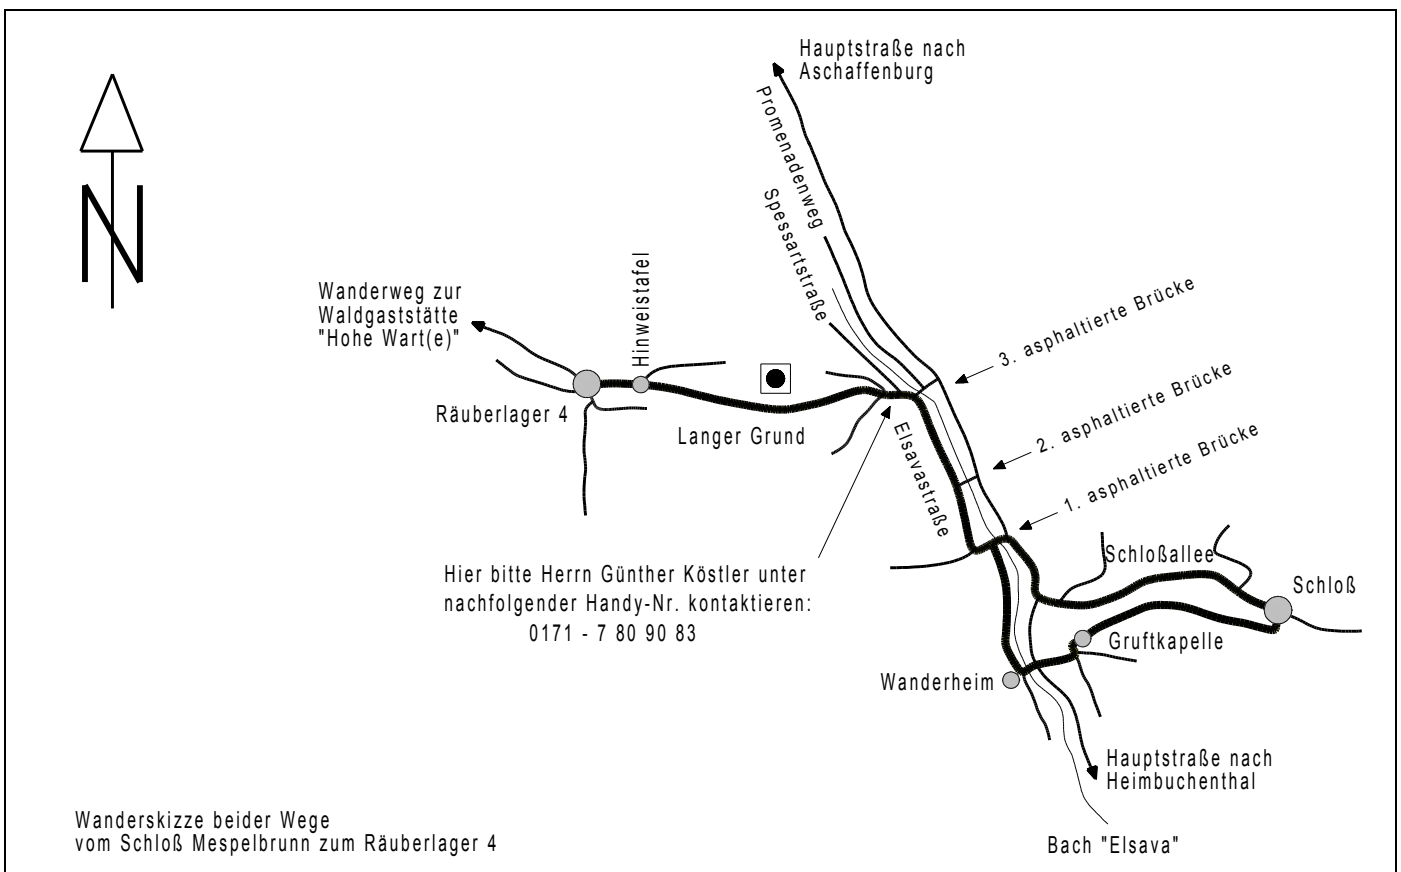 Hauptstraße nach
Aschaffenburg
Promenadenweg
Spessartstraße
N
Wanderweg zur
Waldgaststätte
"Hohe Wart(e)"
Hinweistafel
3. asphaltierte Brücke
Räuberlager 4
Langer Grund
2. asphaltierte Brücke
Elsavastraße
1. asphaltierte Brücke
Schloßallee
Schloß
Hier bitte Herrn Günther Köstler unter
nachfolgender Handy-Nr. kontaktieren:
0171 - 7 80 90 83
Gruftkapelle
Wanderheim
Hauptstraße nach
Heimbuchenthal
Wanderskizze beider Wege
vom Schloß Mespelbrunn zum Räuberlager 4
Bach "Elsava"